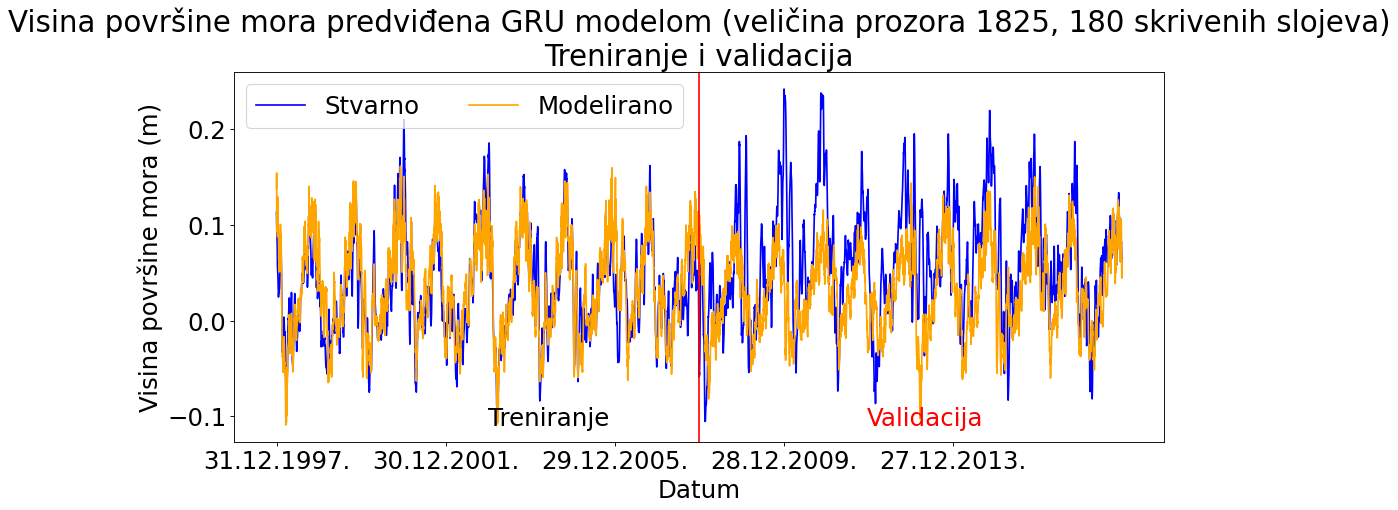 Visina površine mora predviđena GRU modelom (veličina prozora 1825, 180 skrivenih slojeva)
Treniranje i validacija
Stvarno Modelirano
Visina površine mora (m)
0.2
0.1
0.0
−0.1
Treniranje Validacija
31.12.1997. 30.12.2001. 29.12.2005. 28.12.2009. 27.12.2013.
Datum